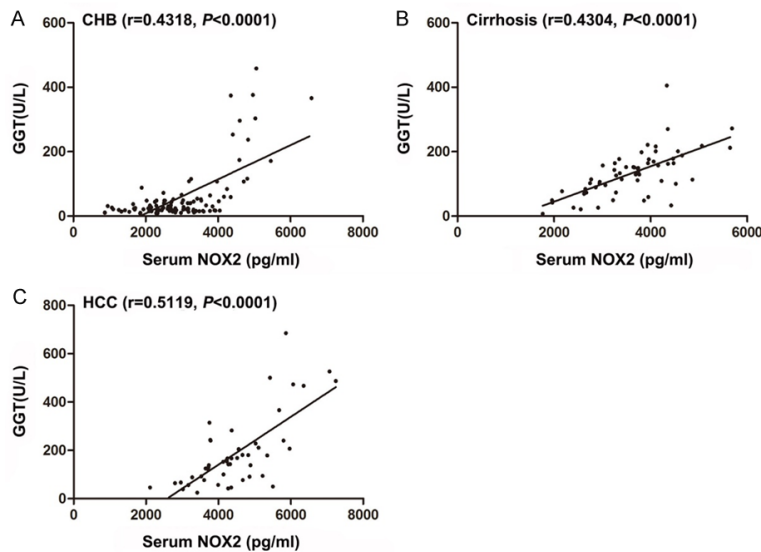 A
CHB (r=0.4318, P<0.0001)
600
400
200
0
GGT(U/L)
0 2000 4000 6000 8000
Serum NOX2 (pg/ml)
B
Cirrhosis (r=0.4304, P<0.0001)
600
400
200
0
GGT(U/L)
0 2000 4000 6000
Serum NOX2 (pg/ml)
C
HCC (r=0.5119, P<0.0001)
800
600
400
200
0
GGT(U/L)
0 2000 4000 6000 8000
Serum NOX2 (pg/ml)